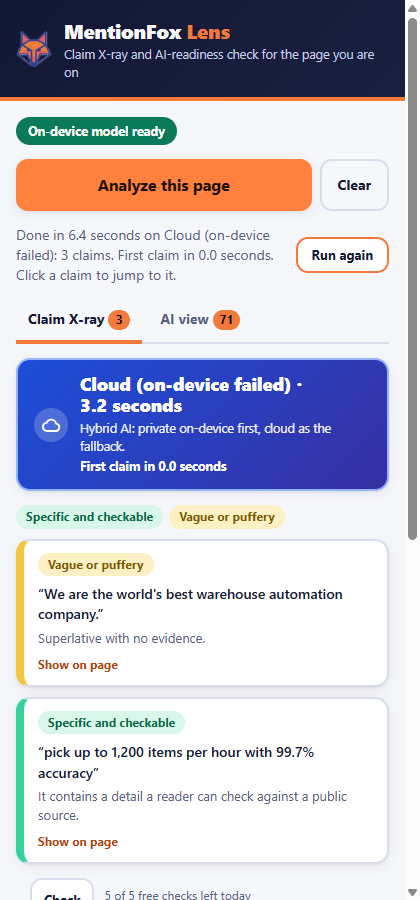 MentionFox Lens
Claim X-ray and AI-readiness check for the page you are
on
On-device model ready
Analyze this page
Clear
Done in 6.4 seconds on Cloud (on-device
failed): 3 claims. First claim in 0.0 seconds.
Click a claim to jump to it.
Run again
Claim X-ray 3
AI view 71
Cloud (on-device failed) ·
3.2 seconds
Hybrid AI: private on-device first, cloud as the
fallback.
First claim in 0.0 seconds
Specific and checkable
Vague or puffery
Vague or puffery
“We are the world's best warehouse automation
company.”
Superlative with no evidence.
Show on page
Specific and checkable
“pick up to 1,200 items per hour with 99.7%
accuracy”
It contains a detail a reader can check against a public
source.
Show on page
Check
5 of 5 free checks left today